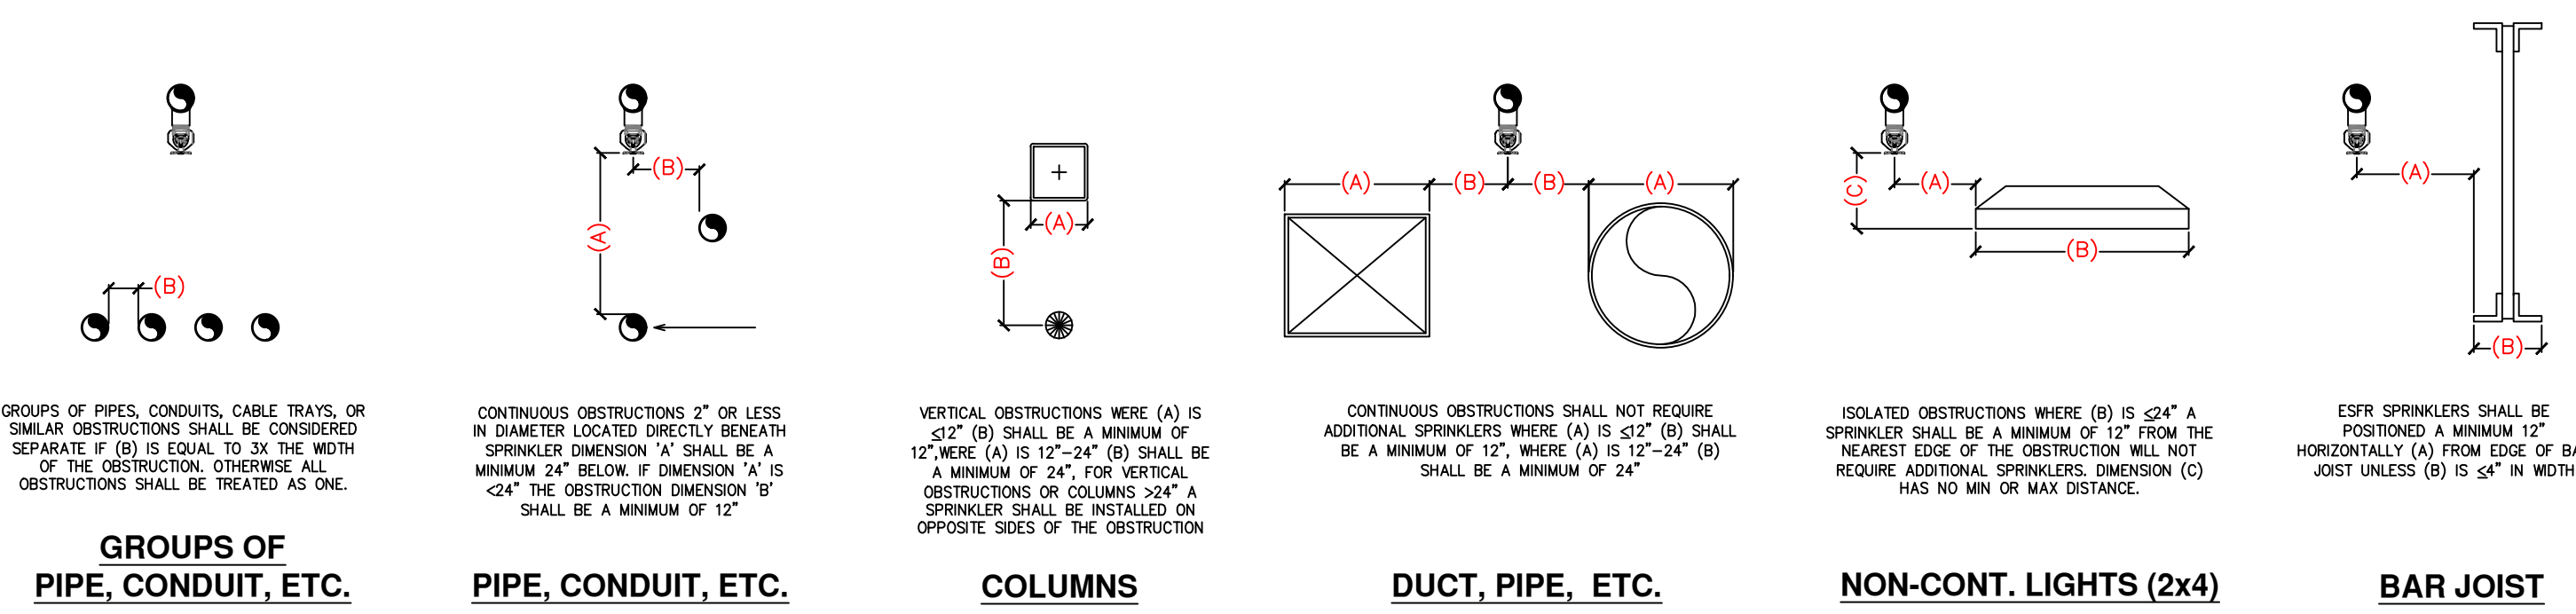 (B)
GROUPS OF PIPES, CONDUITS, CABLE TRAYS, OR
SIMILAR OBSTRUCTIONS SHALL BE CONSIDERED
SEPARATE IF (B) IS EQUAL TO 3X THE WIDTH
OF THE OBSTRUCTION. OTHERWISE ALL
OBSTRUCTIONS SHALL BE TREATED AS ONE.
GROUPS OF
PIPE, CONDUIT, ETC.
(B)
(A)
CONTINUOUS OBSTRUCTIONS 2" OR LESS
IN DIAMETER LOCATED DIRECTLY BENEATH
SPRINKLER DIMENSION 'A' SHALL BE A
MINIMUM 24" BELOW. IF DIMENSION 'A' IS
<24" THE OBSTRUCTION DIMENSION 'B'
SHALL BE A MINIMUM OF 12"
PIPE, CONDUIT, ETC.
(A)
(B)
VERTICAL OBSTRUCTIONS WERE (A) IS
≤12" (B) SHALL BE A MINIMUM OF
12",WERE (A) IS 12"-24" (B) SHALL BE
A MINIMUM OF 24", FOR VERTICAL
OBSTRUCTIONS OR COLUMNS >24" A
SPRINKLER SHALL BE INSTALLED ON
OPPOSITE SIDES OF THE OBSTRUCTION
COLUMNS
(A) (B) (B) (A)
CONTINUOUS OBSTRUCTIONS SHALL NOT REQUIRE
ADDITIONAL SPRINKLERS WHERE (A) IS ≤12" (B) SHALL
BE A MINIMUM OF 12", WHERE (A) IS 12"-24" (B)
SHALL BE A MINIMUM OF 24"
DUCT, PIPE, ETC.
(C)
(A)
(B)
ISOLATED OBSTRUCTIONS WHERE (B) IS ≤24" A
SPRINKLER SHALL BE A MINIMUM OF 12" FROM THE
NEAREST EDGE OF THE OBSTRUCTION WILL NOT
REQUIRE ADDITIONAL SPRINKLERS. DIMENSION (C)
HAS NO MIN OR MAX DISTANCE.
NON-CONT. LIGHTS (2x4)
(A)
(B)
ESFR SPRINKLERS SHALL BE
POSITIONED A MINIMUM 12"
HORIZONTALLY (A) FROM EDGE OF
JOIST UNLESS (B) IS ≤4" IN WIDTH
BAR JOIST